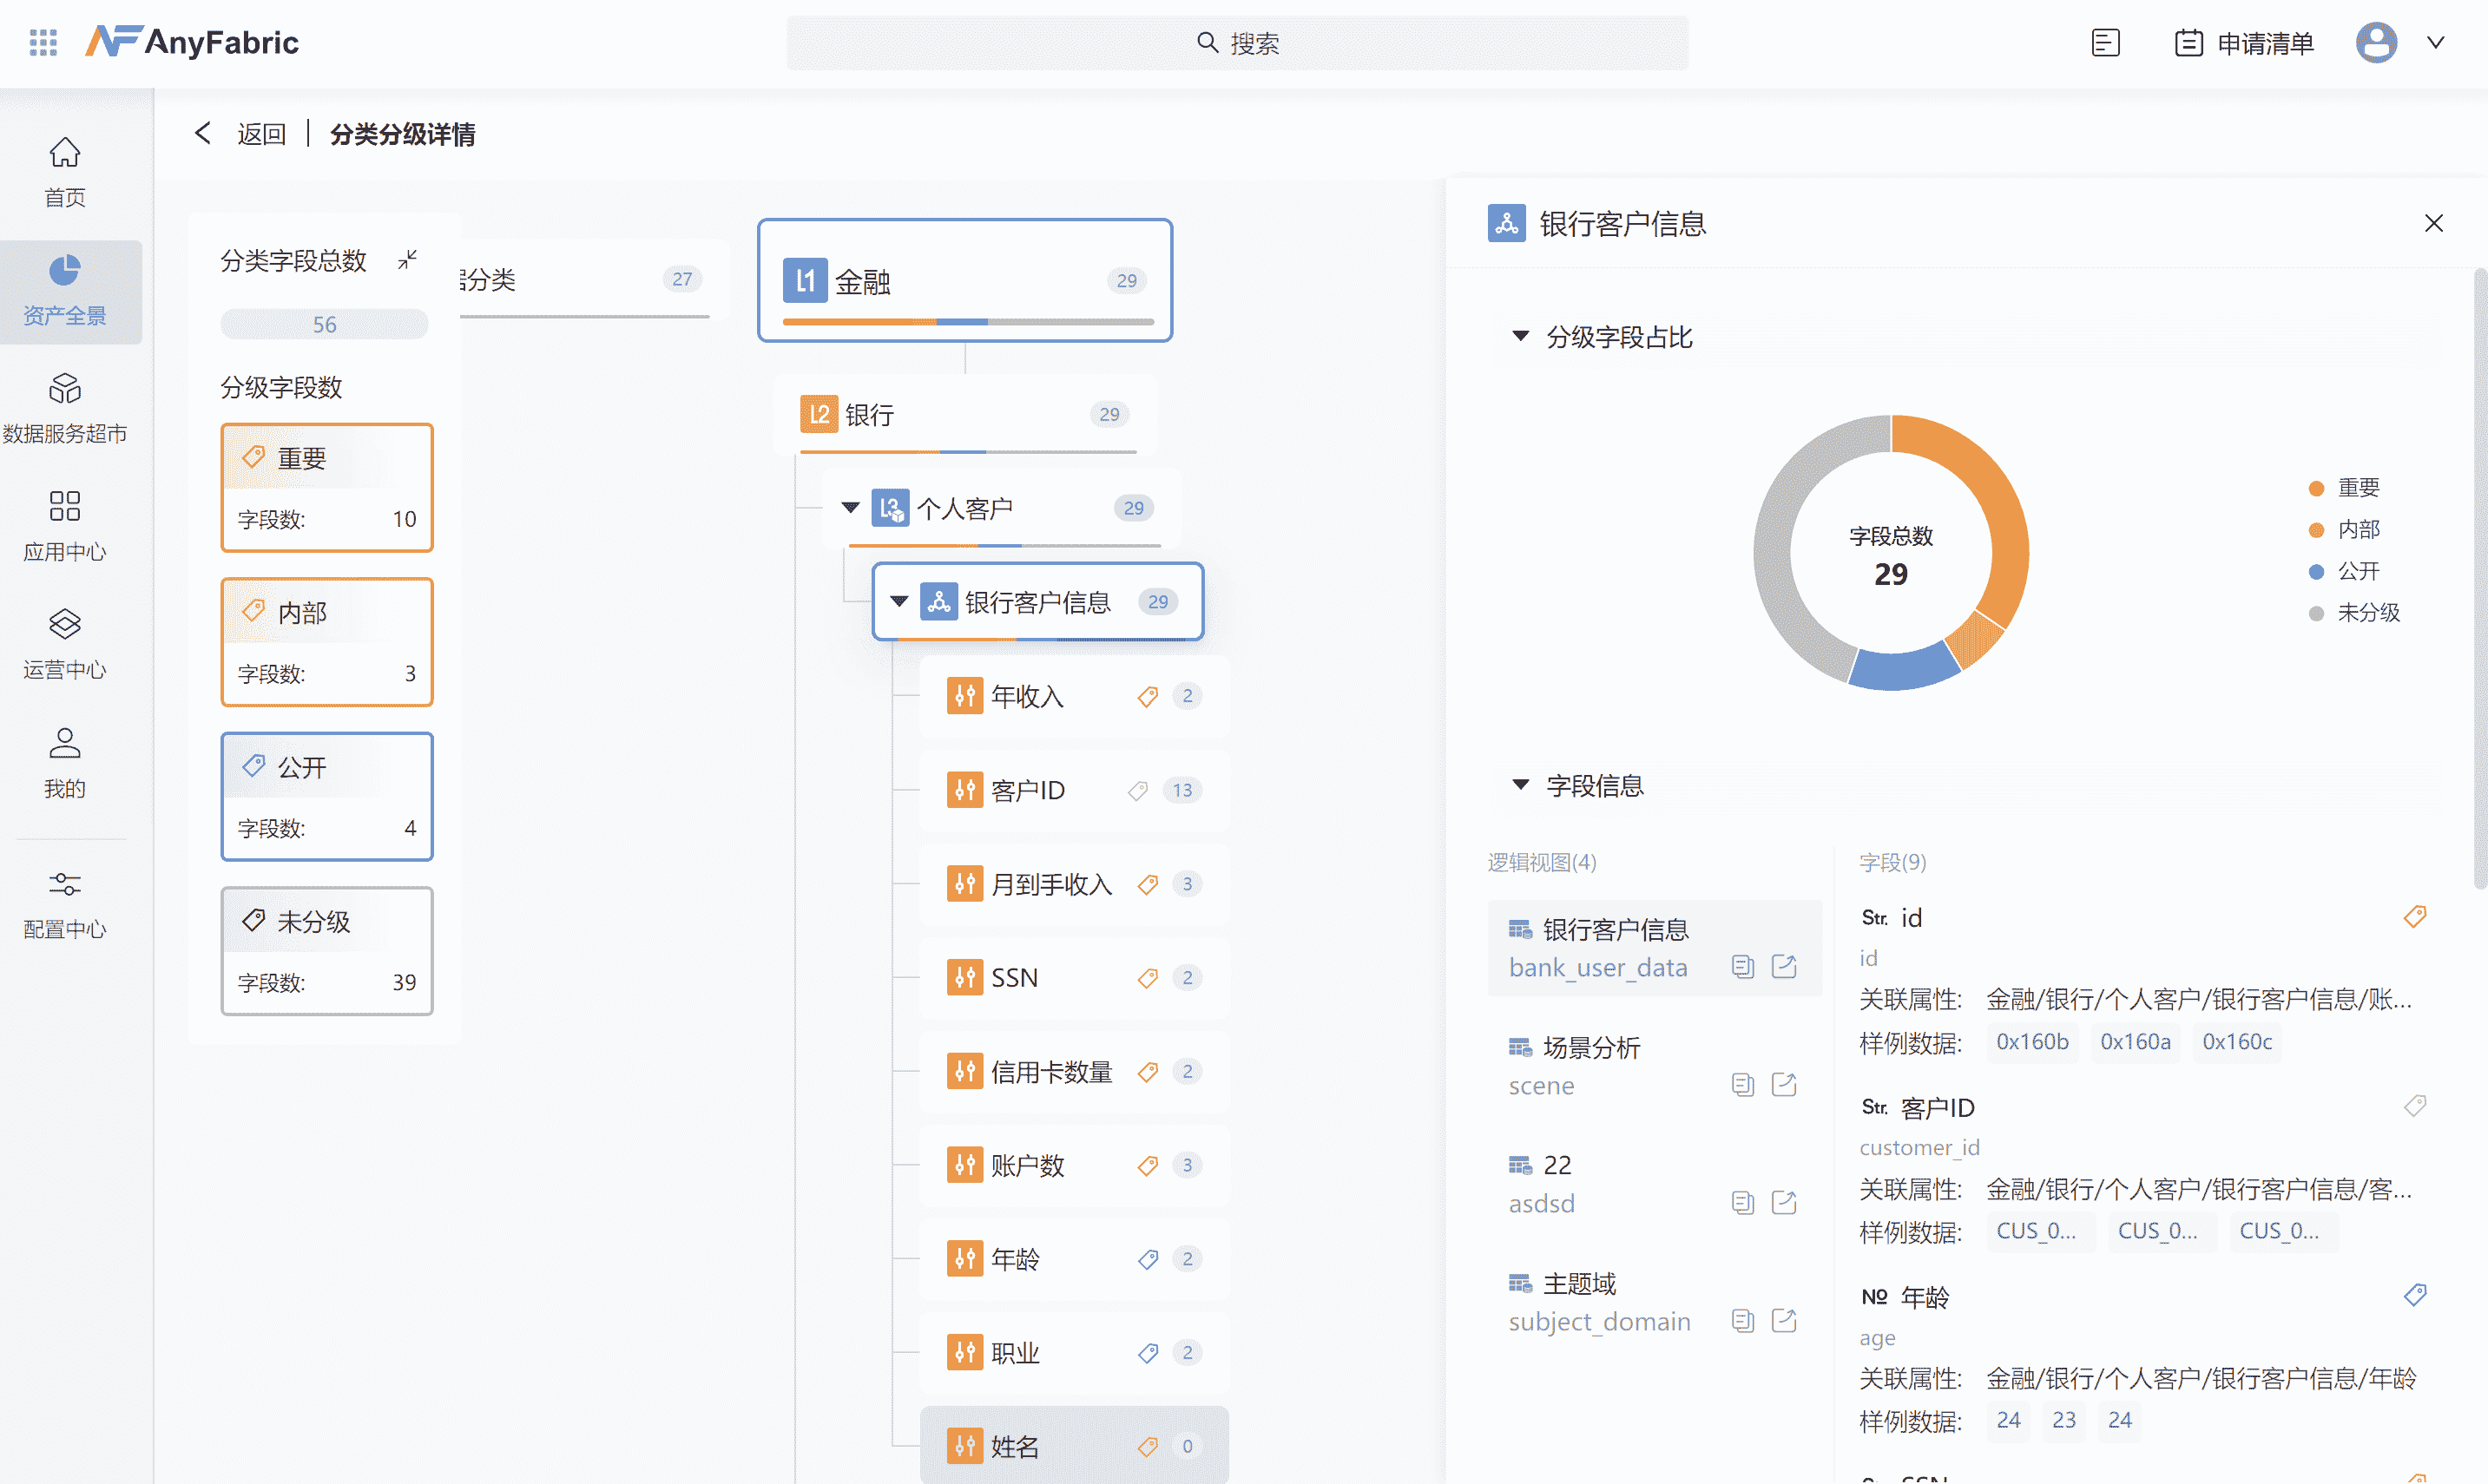 AnyFabric
搜索
申请清单
首页
资产全景
数据服务超市
应用中心
运营中心
我的
配置中心
返回
分类分级详情
分类字段总数
56
分级字段数
重要
字段数: 10
内部
字段数: 3
公开
字段数: 4
未分级
字段数: 39
分类 27
L1 金融 29
L2 银行 29
L3 个人客户 29
银行客户信息 29
年收入 2
客户ID 13
月到手收入 3
SSN 2
信用卡数量 2
账户数 3
年龄 2
职业 2
姓名 0
银行客户信息
分级字段占比
字段总数
29
重要
内部
公开
未分级
字段信息
逻辑视图(4)
银行客户信息
bank_user_data
场景分析
scene
22
asdsd
主题域
subject_domain
字段(9)
Str. id
id
关联属性: 金融/银行/个人客户/银行客户信息/账...
样例数据: 0x160b 0x160a 0x160c
Str. 客户ID
customer_id
关联属性: 金融/银行/个人客户/银行客户信息/客...
样例数据: CUS_0... CUS_0... CUS_0...
№ 年龄
age
关联属性: 金融/银行/个人客户/银行客户信息/年龄
样例数据: 24 23 24